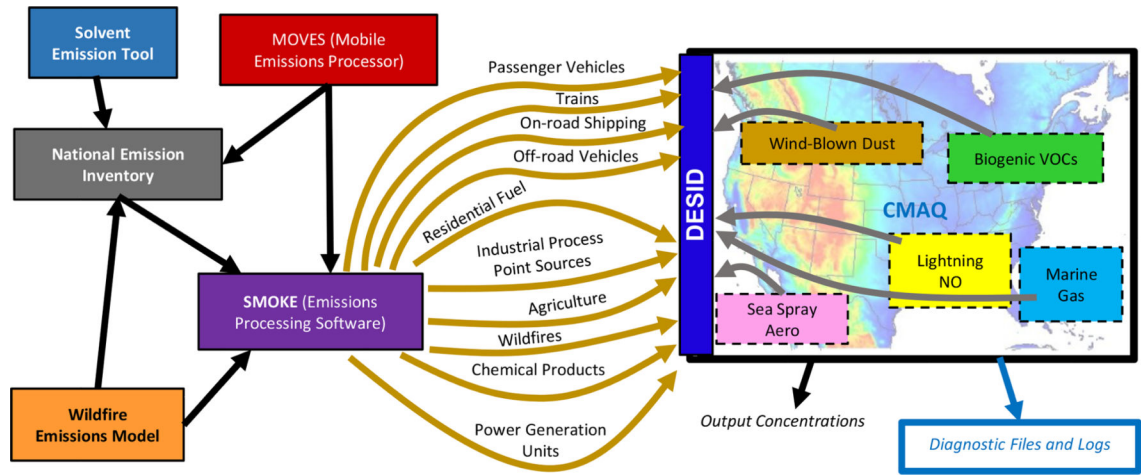 Solvent
Emission Tool
MOVES (Mobile
Emissions Processor)
National Emission
Inventory
SMOKE (Emissions
Processing Software)
Wildfire
Emissions Model
Passenger Vehicles
Trains
On-road Shipping
Off-road Vehicles
Residential Fuel
Industrial Process
Point Sources
Agriculture
Wildfires
Chemical Products
Power Generation
Units
DESID
Wind-Blown Dust
Biogenic VOCs
CMAQ
Lightning
NO
Marine
Gas
Sea Spray
Aero
Output Concentrations
Diagnostic Files and Logs